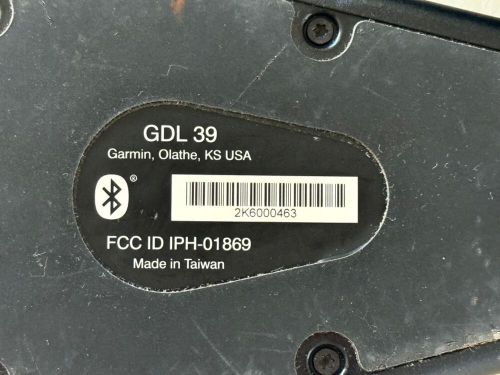 GDL 39
Garmin, Olathe, KS USA
®
2K6000463
FCC ID IPH-01869
Made in Taiwan